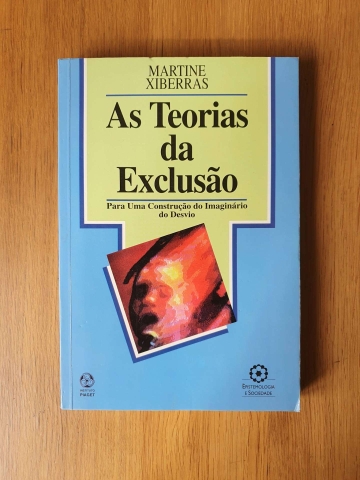 MARTINE
XIBERRAS
As Teorias
da
Exclusão
Para Uma Construção do Imaginário
do Desvio
INSTITUTO
PIAGET
EPISTEMOLOGIA
E SOCIEDADE